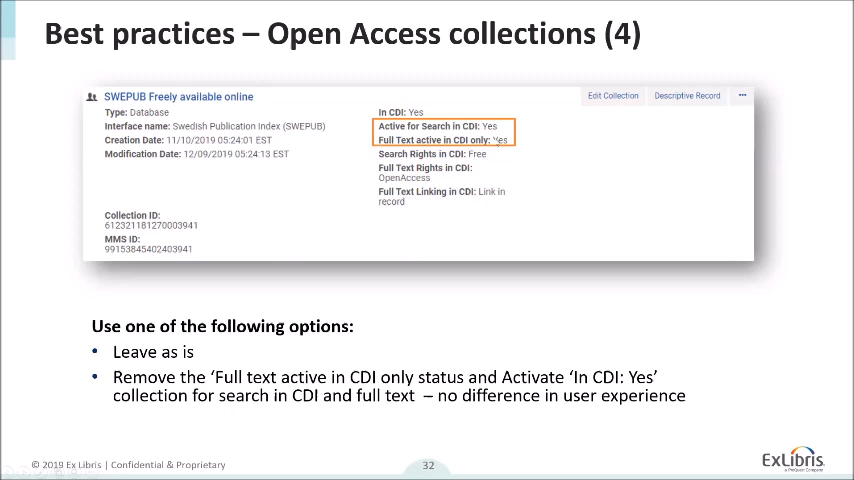 Best practices – Open Access collections (4)
SWEPUB Freely available online
Edit Collection
Descriptive Record
Type: Database
Interface name: Swedish Publication Index (SWEPUB)
Creation Date: 11/10/2019 05:24:01 EST
Modification Date: 12/09/2019 05:24:13 EST
In CDI: Yes
Active for Search in CDI: Yes
Full Text active in CDI only: Yes
Search Rights in CDI: Free
Full Text Rights in CDI:
OpenAccess
Full Text Linking in CDI: Link in
record
Collection ID:
612321181270003941
MMS ID:
99153845402403941
Use one of the following options:
• Leave as is
• Remove the ‘Full text active in CDI only status and Activate ‘In CDI: Yes’
collection for search in CDI and full text – no difference in user experience
© 2019 Ex Libris | Confidential & Proprietary
32
ExLibris
a ProQuest Company